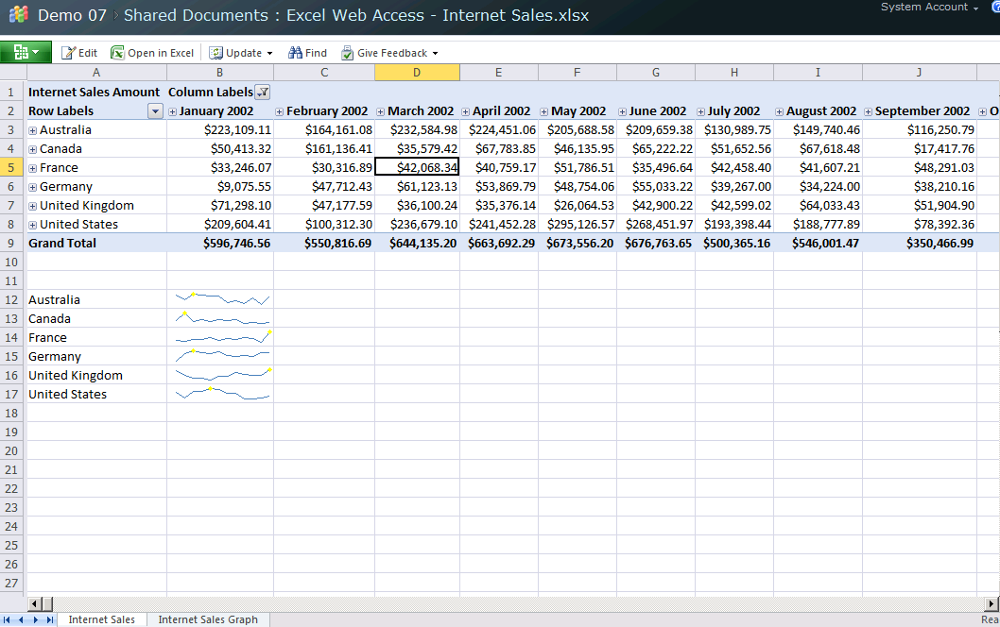 Demo 07 › Shared Documents : Excel Web Access - Internet Sales.xlsx System Account
Edit Open in Excel Update Find Give Feedback
A B C D E F G H I J
1 Internet Sales Amount Column Labels
2 Row Labels January 2002 February 2002 March 2002 April 2002 May 2002 June 2002 July 2002 August 2002 September 2002 O
3 Australia $223,109.11 $164,161.08 $232,584.98 $224,451.06 $205,688.58 $209,659.38 $130,989.75 $149,740.46 $116,250.79
4 Canada $50,413.32 $161,136.41 $35,579.42 $67,783.85 $46,135.95 $65,222.22 $51,652.56 $67,618.48 $17,417.76
5 France $33,246.07 $30,316.89 $42,068.34 $40,759.17 $51,786.51 $35,496.64 $42,458.40 $41,607.21 $48,291.03
6 Germany $9,075.55 $47,712.43 $61,123.13 $53,869.79 $48,754.06 $55,033.22 $39,267.00 $34,224.00 $38,210.16
7 United Kingdom $71,298.10 $47,177.59 $36,100.24 $35,376.14 $26,064.53 $42,900.22 $42,599.02 $64,033.43 $51,904.90
8 United States $209,604.41 $100,312.30 $236,679.10 $241,452.28 $295,126.57 $268,451.97 $193,398.44 $188,777.89 $78,392.36
9 Grand Total $596,746.56 $550,816.69 $644,135.20 $663,692.29 $673,556.20 $676,763.65 $500,365.16 $546,001.47 $350,466.99
10
11
12 Australia
13 Canada
14 France
15 Germany
16 United Kingdom
17 United States
18
19
20
21
22
23
24
25
26
27
Internet Sales Internet Sales Graph Rea